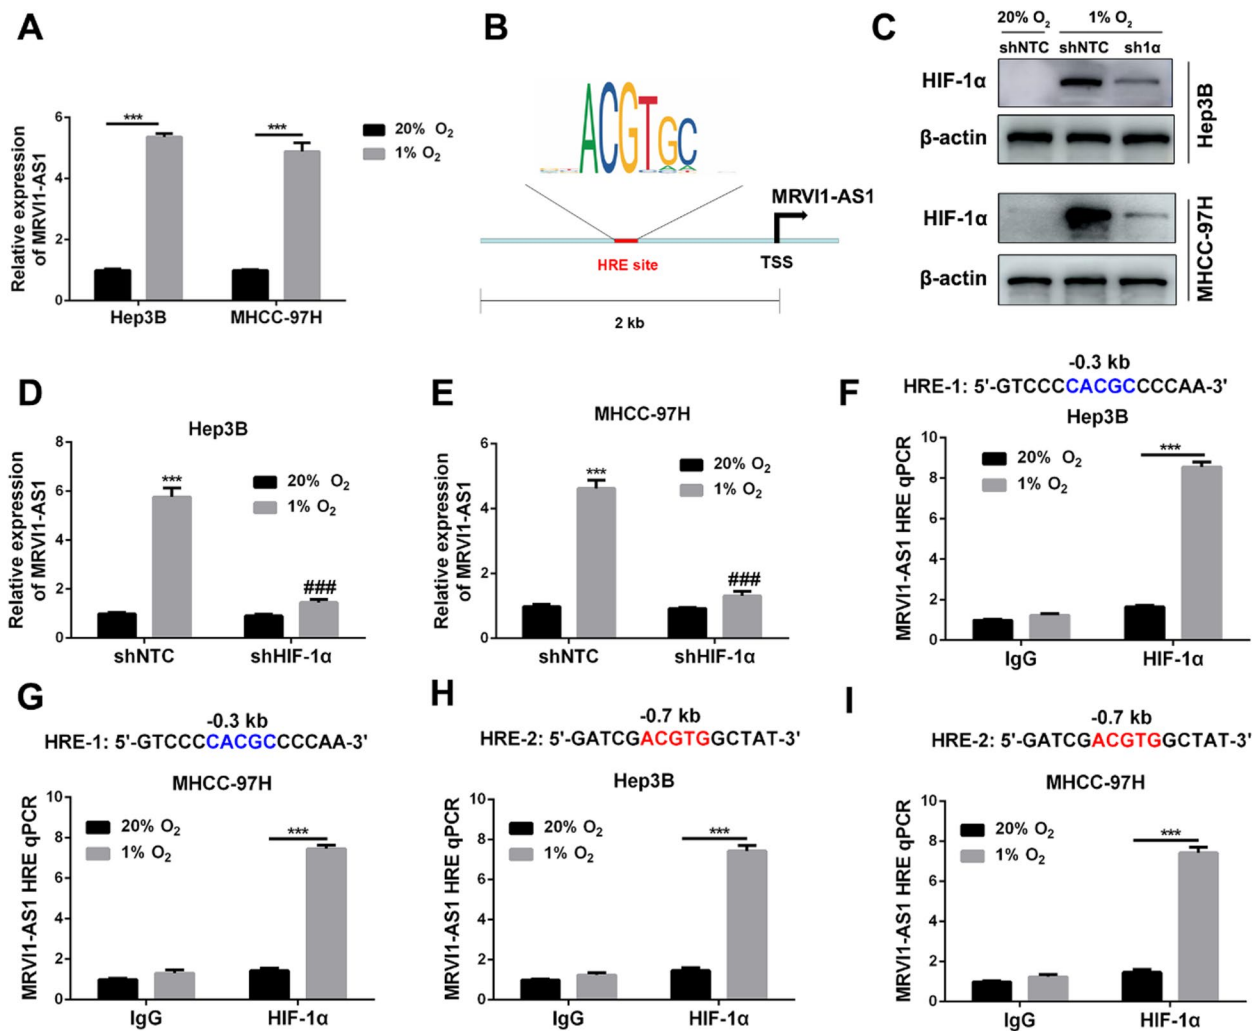 A
Relative expression
of MRVI1-AS1
6
4
2
0
***
***
20% O2
1% O2
Hep3B
MHCC-97H
B
ACGTGC
MRVI1-AS1
HRE site
TSS
2 kb
C
20% O2
1% O2
shNTC
shNTC
sh1α
HIF-1α
β-actin
Hep3B
HIF-1α
β-actin
MHCC-97H
D
Hep3B
Relative expression
of MRVI1-AS1
8
6
4
2
0
***
###
20% O2
1% O2
shNTC
shHIF-1α
E
MHCC-97H
Relative expression
of MRVI1-AS1
6
4
2
0
***
###
20% O2
1% O2
shNTC
shHIF-1α
F
-0.3 kb
HRE-1: 5'-GTCCCCACGCCCCAA-3'
Hep3B
MRVI1-AS1 HRE qPCR
10
8
6
4
2
0
20% O2
1% O2
***
IgG
HIF-1α
G
-0.3 kb
HRE-1: 5'-GTCCCCACGCCCCAA-3'
MHCC-97H
MRVI1-AS1 HRE qPCR
10
8
6
4
2
0
20% O2
1% O2
***
IgG
HIF-1α
H
-0.7 kb
HRE-2: 5'-GATCGACGTGGCTAT-3'
Hep3B
MRVI1-AS1 HRE qPCR
10
8
6
4
2
0
20% O2
1% O2
***
IgG
HIF-1α
I
-0.7 kb
HRE-2: 5'-GATCGACGTGGCTAT-3'
MHCC-97H
MRVI1-AS1 HRE qPCR
10
8
6
4
2
0
20% O2
1% O2
***
IgG
HIF-1α